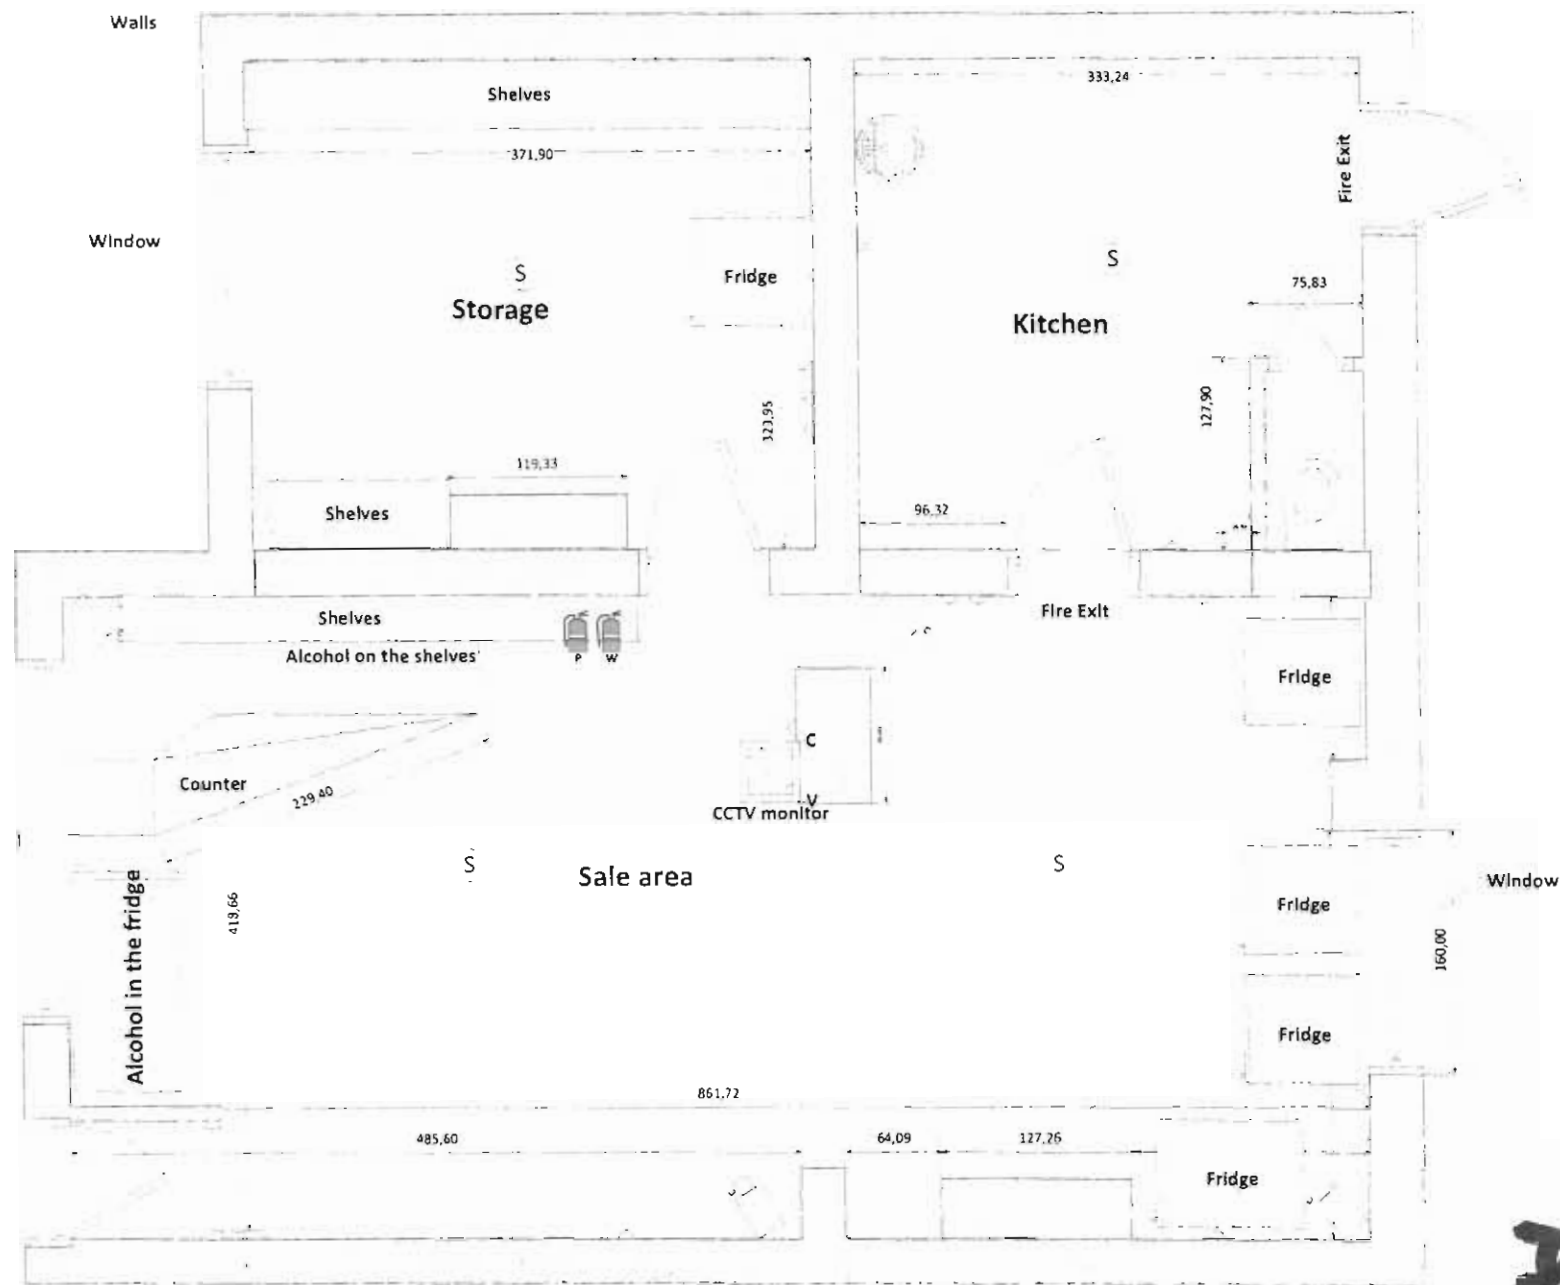 Walls
Shelves
333,24
371,90
Fire Exit
Window
S
Storage
Fridge
S
Kitchen
75,83
323,95
127,90
119,33
Shelves
96,32
Shelves
Alcohol on the shelves
P W
Fire Exit
Fridge
C
V
CCTV monitor
Counter
229,40
S
Sale area
S
Alcohol in the fridge
419,66
Fridge
Window
160,00
Fridge
861,72
485,60
64,09
127,26
Fridge